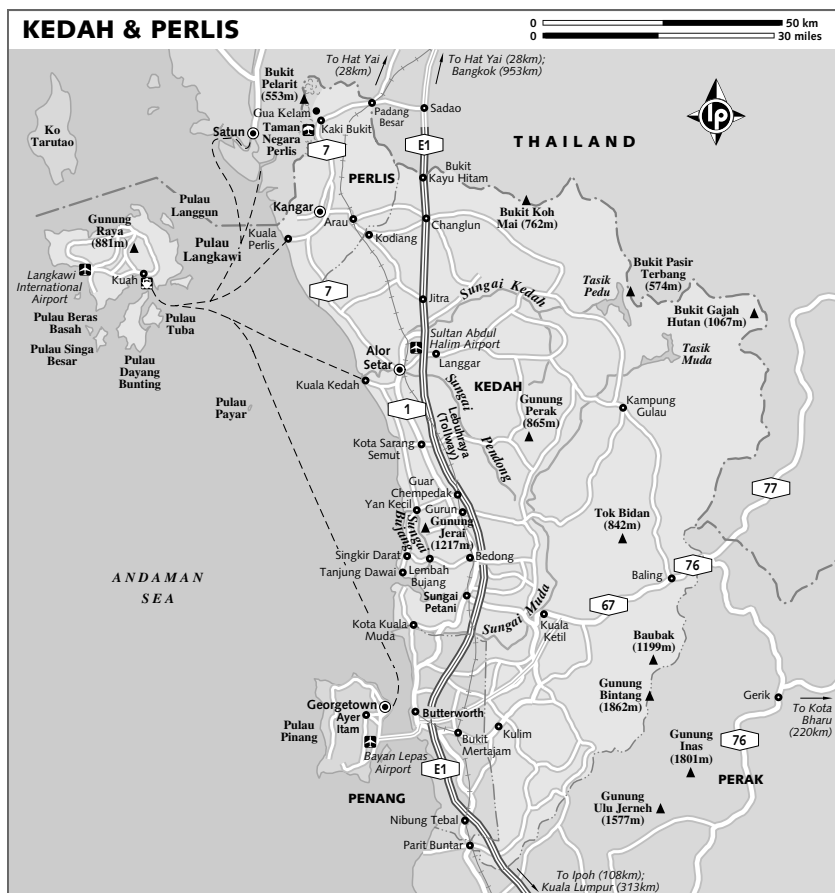 KEDAH & PERLIS
0 50 km
0 30 miles
To Hat Yai
(28km)
To Hat Yai (28km);
Bangkok (953km)
Bukit
Pelarit
(553m)
Gua Kelam
Padang
Besar
Sadao
Ko
Tarutao
Satun
Taman
Negara
Perlis
Kaki Bukit
lp
THAILAND
7
E1
Bukit
Kayu Hitam
PERLIS
Pulau
Langgun
Kangar
Bukit Koh
Mai (762m)
Gunung
Raya
(881m)
Arau
Changlun
Kuala
Perlis
Kodiang
Pulau
Langkawi
Bukit Pasir
Terbang
(574m)
Langkawi
International
Airport
Kuah
7
Sungai Kedah
Tasik
Pedu
Jitra
Bukit Gajah
Hutan (1067m)
Pulau Beras
Basah
Pulau
Tuba
Sultan Abdul
Halim Airport
Pulau Singa
Besar
Pulau
Dayang
Bunting
Alor
Setar
Langgar
Tasik
Muda
Kuala Kedah
KEDAH
Pulau
Payar
1
Sungai
Pendong
Lebuhraya
(Tollway)
Gunung
Perak
(865m)
Kampung
Gulau
Kota Sarang
Semut
77
Guar
Chempedak
Yan Kecil
Gurun
Gunung
Jerai
(1217m)
Sungai
Bujang
Tok Bidan
(842m)
Singkir Darat
Bedong
76
Tanjung Dawai
Lembah
Bujang
Baling
ANDAMAN
SEA
Sungai
Petani
67
Sungai Muda
Kota Kuala
Muda
Kuala
Ketil
Baubak
(1199m)
Gunung
Bintang
(1862m)
Gerik
To Kota
Bharu
(220km)
Georgetown
Ayer
Itam
Butterworth
Pulau
Pinang
Bukit
Mertajam
Kulim
Gunung
Inas
(1801m)
76
Bayan Lepas
Airport
E1
PERAK
PENANG
Gunung
Ulu Jerneh
(1577m)
Nibung Tebal
Parit Buntar
To Ipoh (108km);
Kuala Lumpur (313km)